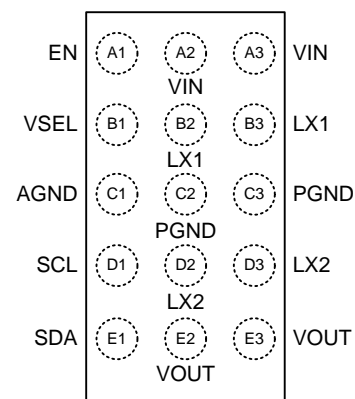 EN A1 A2 A3 VIN
VIN
VSEL B1 B2 B3 LX1
LX1
AGND C1 C2 C3 PGND
PGND
SCL D1 D2 D3 LX2
LX2
SDA E1 E2 E3 VOUT
VOUT